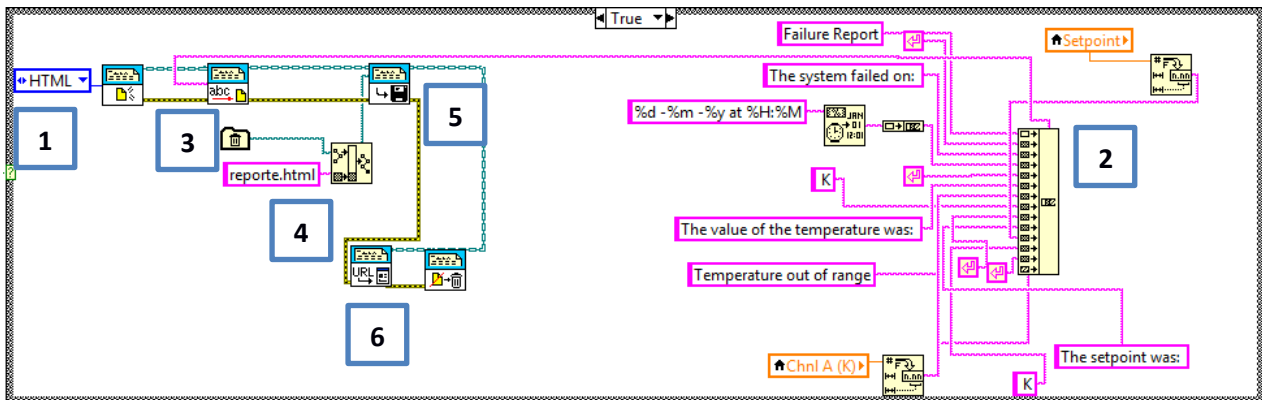 True
HTML
1
abc
3
5
reporte.html
4
URL
6
Failure Report
Setpoint
The system failed on:
# F
n.nn
%d -%m -%y at %H:%M
JAN
01
12:01
2
K
The value of the temperature was:
Temperature out of range
The setpoint was:
Chnl A (K)
# F
n.nn
K
?